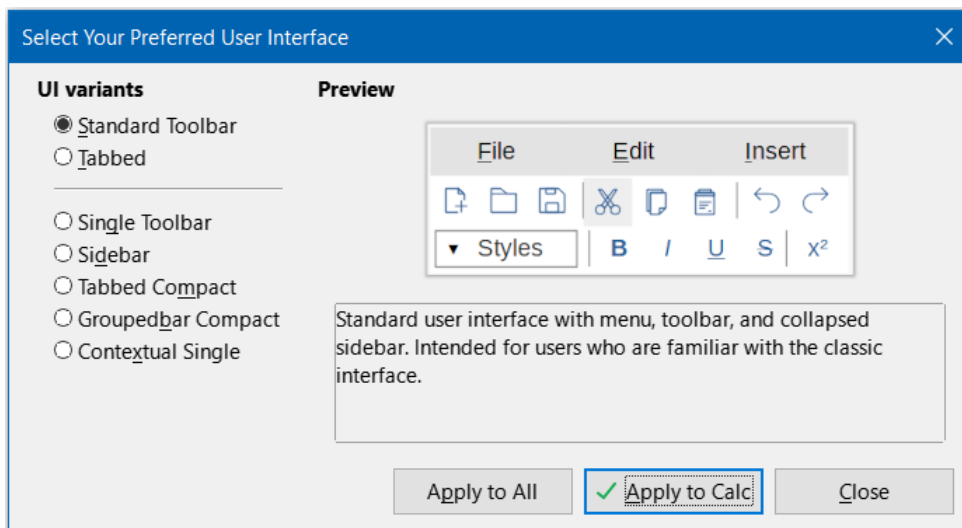 Select Your Preferred User Interface
UI variants
Standard Toolbar
Tabbed
Single Toolbar
Sidebar
Tabbed Compact
Groupedbar Compact
Contextual Single
Preview
File Edit Insert
Styles B I U S x²
Standard user interface with menu, toolbar, and collapsed
sidebar. Intended for users who are familiar with the classic
interface.
Apply to All Apply to Calc Close